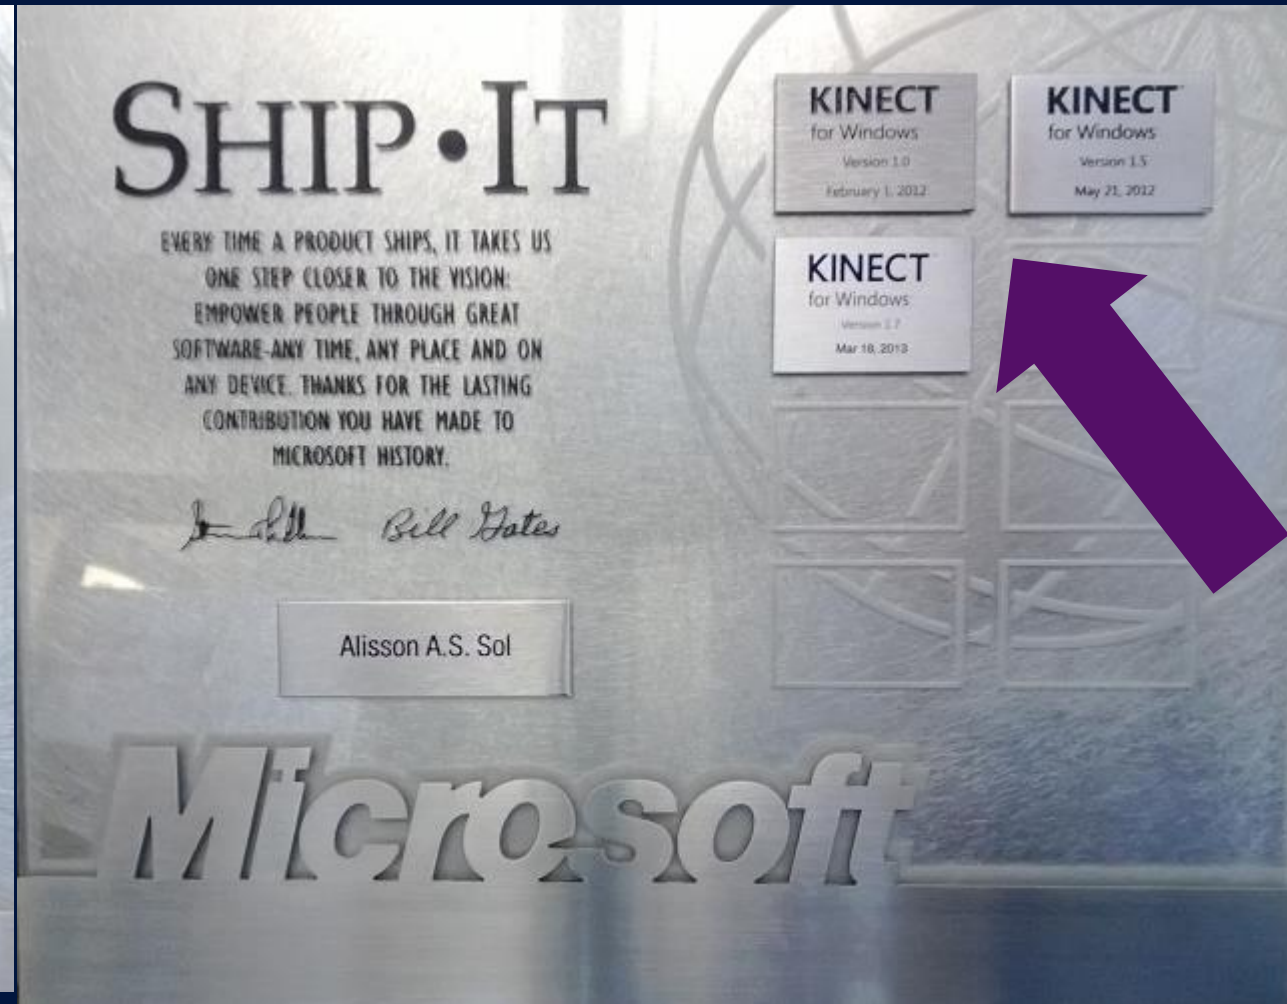 SHIP•IT
EVERY TIME A PRODUCT SHIPS, IT TAKES US
ONE STEP CLOSER TO THE VISION:
EMPOWER PEOPLE THROUGH GREAT
SOFTWARE-ANY TIME, ANY PLACE AND ON
ANY DEVICE. THANKS FOR THE LASTING
CONTRIBUTION YOU HAVE MADE TO
MICROSOFT HISTORY.
Bill Gates
Alisson A.S. Sol
Microsoft
KINECT
for Windows
Version 1.0
February 1, 2012
KINECT
for Windows
Version 1.5
May 21, 2012
KINECT
for Windows
Version 1.7
Mar 18, 2013